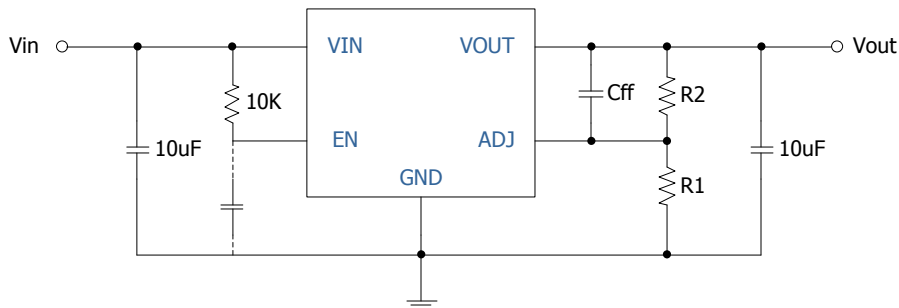 Vin
VIN
VOUT
Vout
10K
Cff
R2
10uF
EN
ADJ
10uF
GND
R1